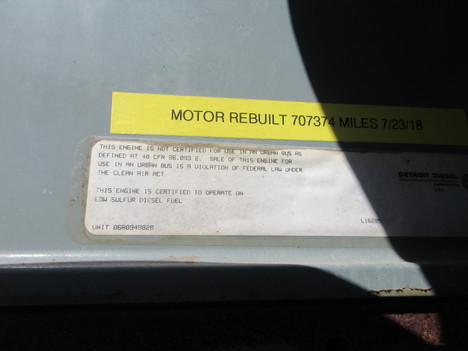 MOTOR REBUILT 707374 MILES 7/23/18
THIS ENGINE IS NOT CERTIFIED FOR USE IN AN URBAN BUS AS
DEFINED AT 40 CFR 86.093 2. SALE OF THIS ENGINE FOR
USE IN AN URBAN BUS IS A VIOLATION OF FEDERAL LAW UNDER
THE CLEAN AIR ACT
DETROIT DIESEL
THIS ENGINE IS CERTIFIED TO OPERATE ON
LOW SULFUR DIESEL FUEL
UNIT 06R0949828